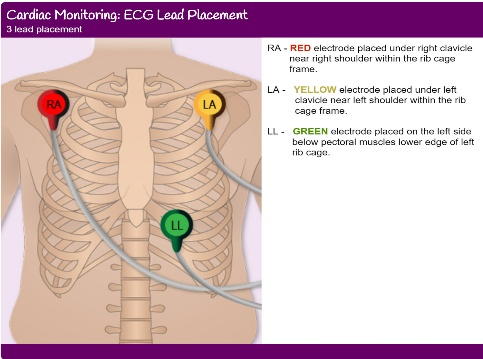 Cardiac Monitoring: ECG Lead Placement
3 lead placement
RA - RED electrode placed under right clavicle
near right shoulder within the rib cage
frame.
LA - YELLOW electrode placed under left
clavicle near left shoulder within the rib
cage frame.
LL - GREEN electrode placed on the left side
below pectoral muscles lower edge of left
rib cage.
RA
LA
LL